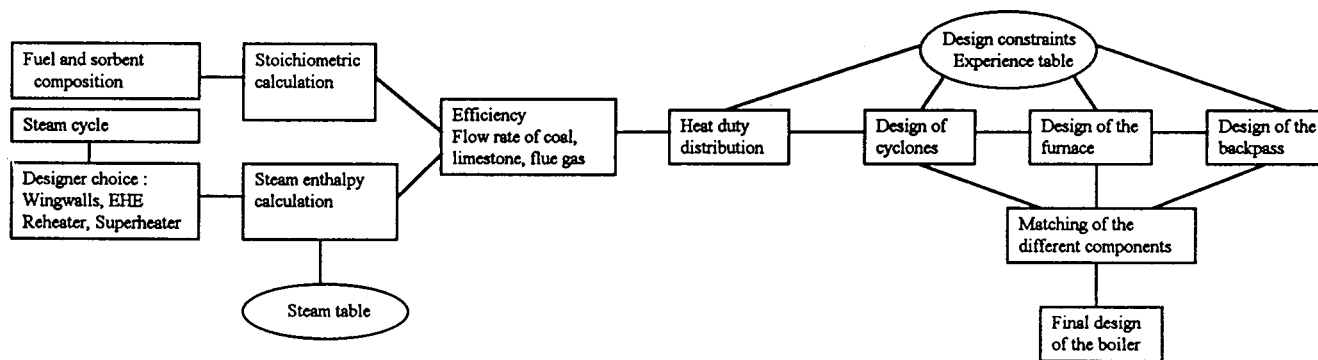 Fuel and sorbent
composition
Steam cycle
Designer choice :
Wingwalls, EHE
Reheater, Superheater
Stoichiometric
calculation
Steam enthalpy
calculation
Steam table
Efficiency
Flow rate of coal,
limestone, flue gas
Heat duty
distribution
Design constraints
Experience table
Design of
cyclones
Design of the
furnace
Design of the
backpass
Matching of the
different components
Final design
of the boiler